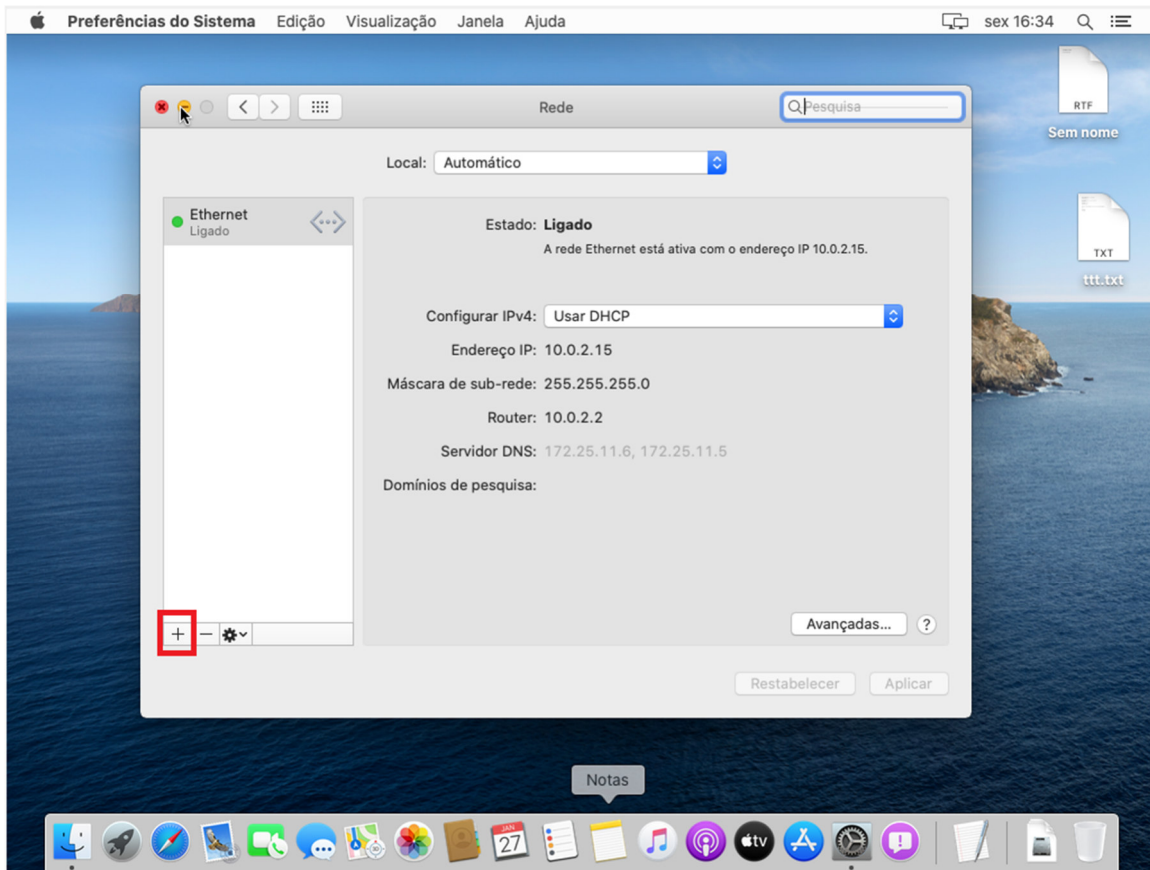 Preferências do Sistema Edição Visualização Janela Ajuda sex 16:34
RTF
Sem nome
TXT
ttt.txt
Rede
Pesquisa
Local: Automático
Ethernet
Ligado
Estado: Ligado
A rede Ethernet está ativa com o endereço IP 10.0.2.15.
Configurar IPv4: Usar DHCP
Endereço IP: 10.0.2.15
Máscara de sub-rede: 255.255.255.0
Router: 10.0.2.2
Servidor DNS: 172.25.11.6, 172.25.11.5
Domínios de pesquisa:
Avançadas... ?
Restabelecer Aplicar
Notas
JAN
27
tv